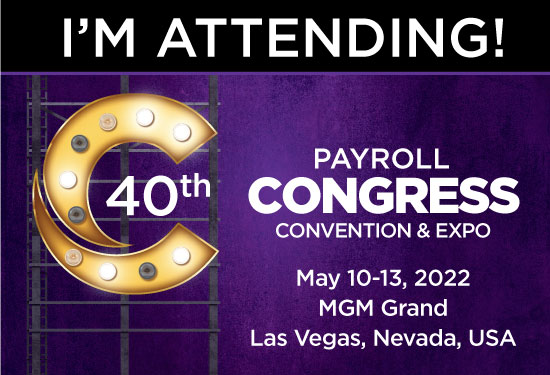 I'M ATTENDING!
40th
PAYROLL
CONGRESS
CONVENTION & EXPO
May 10-13, 2022
MGM Grand
Las Vegas, Nevada, USA